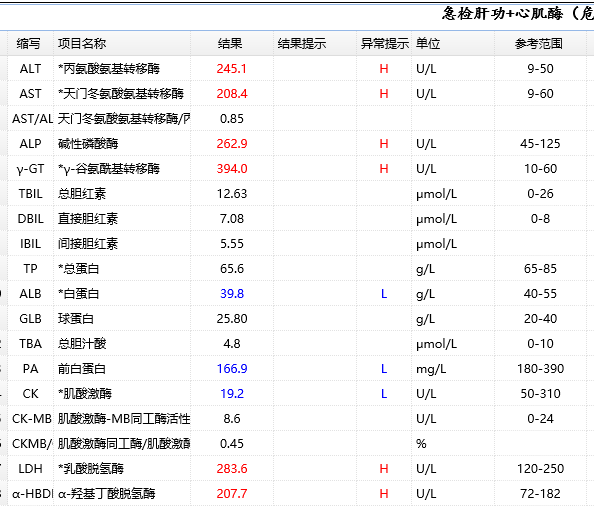 急检肝功+心肌酶（危
缩写 项目名称 结果 结果提示 异常提示 单位 参考范围
ALT *丙氨酸氨基转移酶 245.1 H U/L 9-50
AST *天门冬氨酸氨基转移酶 208.4 H U/L 9-60
AST/AL 天门冬氨酸氨基转移酶/ 0.85
ALP 碱性磷酸酶 262.9 H U/L 45-125
γ-GT *γ-谷氨酰基转移酶 394.0 H U/L 10-60
TBIL 总胆红素 12.63 μmol/L 0-26
DBIL 直接胆红素 7.08 μmol/L 0-8
IBIL 间接胆红素 5.55 μmol/L
TP *总蛋白 65.6 g/L 65-85
ALB *白蛋白 39.8 L g/L 40-55
GLB 球蛋白 25.80 g/L 20-40
TBA 总胆汁酸 4.8 μmol/L 0-10
PA 前白蛋白 166.9 L mg/L 180-390
CK *肌酸激酶 19.2 L U/L 50-310
CK-MB 肌酸激酶-MB同工酶活性 8.6 U/L 0-24
CKMB/ 肌酸激酶同工酶/肌酸激酶 0.45 %
LDH *乳酸脱氢酶 283.6 H U/L 120-250
α-HBD α-羟基丁酸脱氢酶 207.7 H U/L 72-182